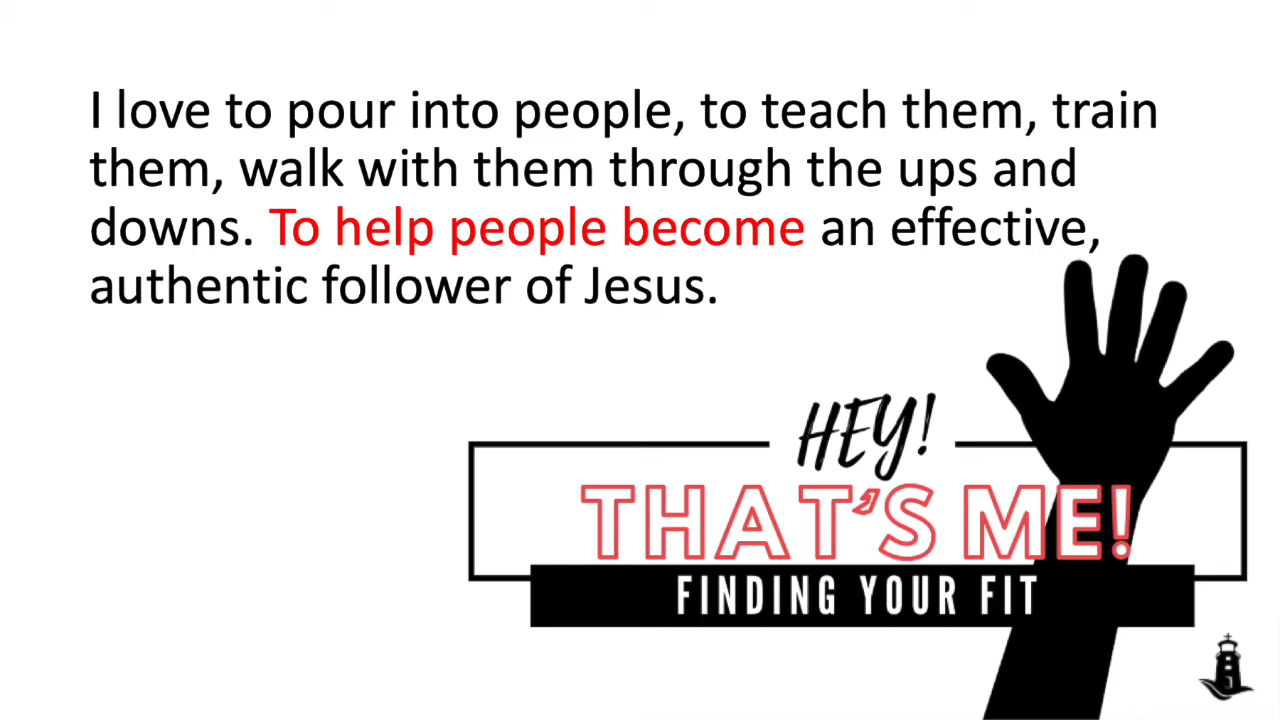 I love to pour into people, to teach them, train
them, walk with them through the ups and
downs. To help people become an effective,
authentic follower of Jesus.
HEY!
THAT'S ME!
FINDING YOUR FIT